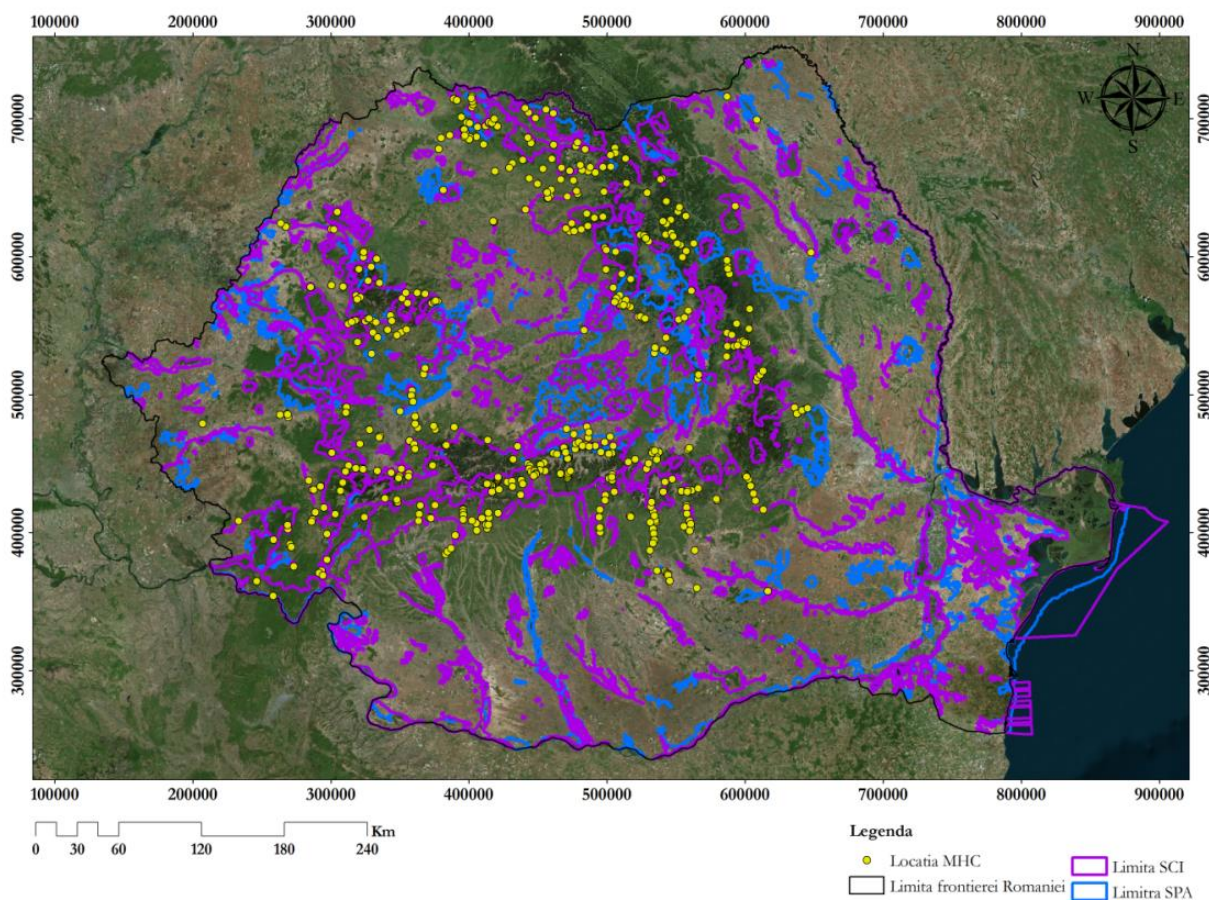 100000 200000 300000 400000 500000 600000 700000 800000 900000
N
W E
S
700000 700000
600000 600000
500000 500000
400000 400000
300000 300000
100000 200000 300000 400000 500000 600000 700000 800000 900000
Km
0 30 60 120 180 240
Legenda
Locatia MHC
Limita SCI
Limita frontierei Romaniei
Limitra SPA